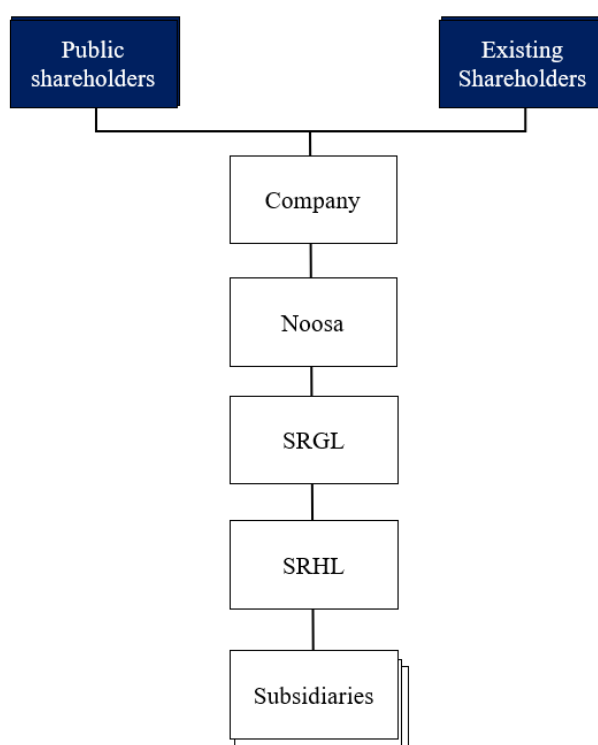 Public
shareholders
Existing
Shareholders
Company
Noosa
SRGL
SRHL
Subsidiaries